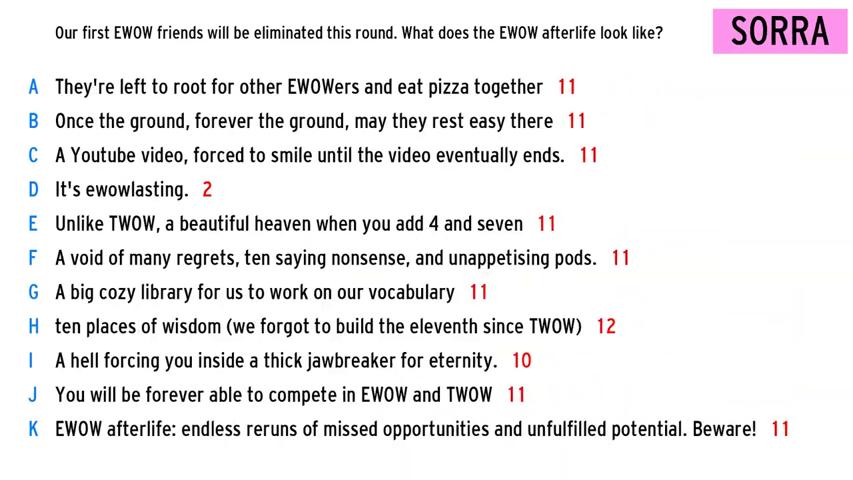 Our first EWOW friends will be eliminated this round. What does the EWOW afterlife look like?
SORRA
A They're left to root for other EWOWers and eat pizza together 11
B Once the ground, forever the ground, may they rest easy there 11
C A Youtube video, forced to smile until the video eventually ends. 11
D It's ewowlasting. 2
E Unlike TWOW, a beautiful heaven when you add 4 and seven 11
F A void of many regrets, ten saying nonsense, and unappetising pods. 11
G A big cozy library for us to work on our vocabulary 11
H ten places of wisdom (we forgot to build the eleventh since TWOW) 12
I A hell forcing you inside a thick jawbreaker for eternity. 10
J You will be forever able to compete in EWOW and TWOW 11
K EWOW afterlife: endless reruns of missed opportunities and unfulfilled potential. Beware! 11